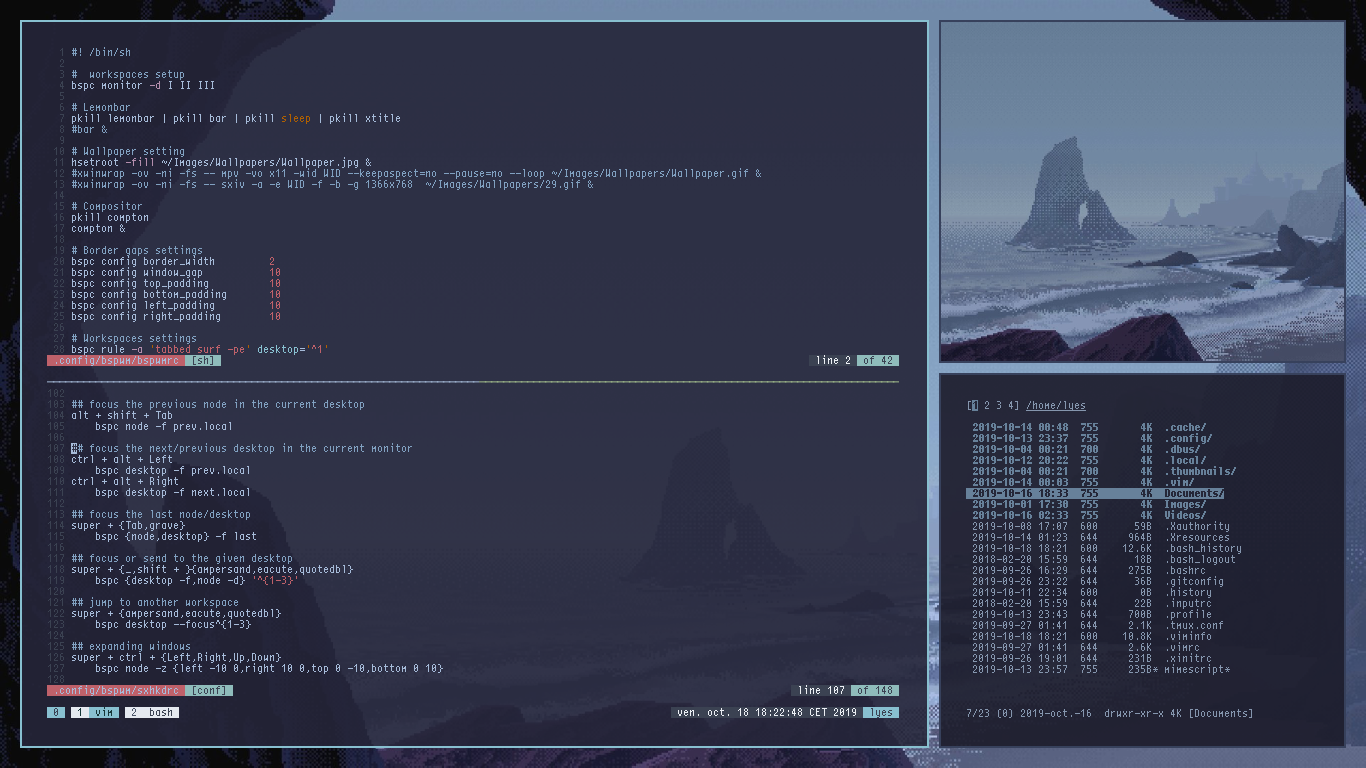 1 #! /bin/sh
2
3 #  workspaces setup
4 bspc monitor -d I II III
5
6 # Lemonbar
7 pkill lemonbar | pkill bar | pkill sleep | pkill xtitle
8 #bar &
9
10 # Wallpaper setting
11 hsetroot -fill ~/Images/Wallpapers/Wallpaper.jpg &
12 #xwinwrap -ov -ni -fs -- mpv -vo x11 -wid WID --keepaspect=no --pause=no --loop ~/Images/Wallpapers/Wallpaper.gif &
13 #xwinwrap -ov -ni -fs -- sxiv -a -e WID -f -b -g 1366x768  ~/Images/Wallpapers/29.gif &
14
15 # Compositor
16 pkill compton
17 compton &
18
19 # Border gaps settings
20 bspc config border_width         2
21 bspc config window_gap           10
22 bspc config top_padding          10
23 bspc config bottom_padding       10
24 bspc config left_padding         10
25 bspc config right_padding        10
26
27 # Workspaces settings
28 bspc rule -a 'tabbed surf -pe' desktop='^1'
.config/bspwm/bspwmrc [sh] line 2 of 42
102
103 ## focus the previous node in the current desktop
104 alt + shift + Tab
105     bspc node -f prev.local
106
107 ## focus the next/previous desktop in the current monitor
108 ctrl + alt + Left
109     bspc desktop -f prev.local
110 ctrl + alt + Right
111     bspc desktop -f next.local
112
113 ## focus the last node/desktop
114 super + {Tab,grave}
115     bspc {node,desktop} -f last
116
117 ## focus or send to the given desktop
118 super + {_,shift + }{ampersand,eacute,quotedbl}
119     bspc {desktop -f,node -d} '^{1-3}'
120
121 ## jump to another workspace
122 super + {ampersand,eacute,quotedbl}
123     bspc desktop --focus^{1-3}
124
125 ## expanding windows
126 super + ctrl + {Left,Right,Up,Down}
127     bspc node -z {left -10 0,right 10 0,top 0 -10,bottom 0 10}
128
.config/bspwm/sxhkdrc [conf] line 107 of 148
0 1 vim 2 bash ven. oct. 18 18:22:48 CET 2019 lyes
[1 2 3 4] /home/lyes
2019-10-14 00:48  755       4K  .cache/
2019-10-13 23:37  755       4K  .config/
2019-10-04 00:21  700       4K  .dbus/
2019-10-12 20:22  755       4K  .local/
2019-10-04 00:21  700       4K  .thumbnails/
2019-10-14 00:03  755       4K  .vim/
2019-10-16 18:33  755       4K  Documents/
2019-10-01 17:30  755       4K  Images/
2019-10-16 02:33  755       4K  Videos/
2019-10-08 17:07  600      59B  .Xauthority
2019-10-14 01:23  644     964B  .Xresources
2019-10-18 18:21  600    12.6K  .bash_history
2018-02-20 15:59  644      18B  .bash_logout
2019-09-26 16:29  644     275B  .bashrc
2019-09-26 23:22  644      36B  .gitconfig
2019-10-11 22:34  600       0B  .history
2018-02-20 15:59  644      22B  .inputrc
2019-10-13 23:43  644     700B  .profile
2019-09-27 01:41  644     2.1K  .tmux.conf
2019-10-18 18:21  600    10.8K  .viminfo
2019-09-27 01:41  644     2.6K  .vimrc
2019-09-26 19:01  644     231B  .xinitrc
2019-10-13 23:57  755     235B* mimescript*
7/23 (0) 2019-oct.-16  drwxr-xr-x 4K [Documents]